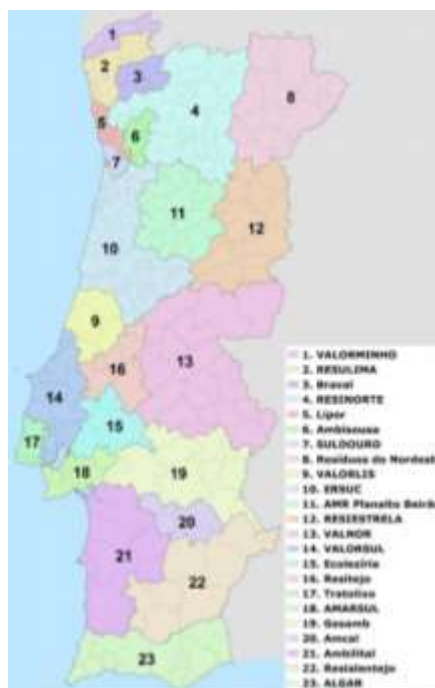 1
2
3
4
8
5
6
7
11
12
10
9
13
16
14
15
17
18
19
20
21
22
23
1. VALORMINHO
2. RESULIMA
3. Braval
4. RESINORTE
5. Lipor
6. Ambisousa
7. SULDOURO
8. Resíduos do Nordest
9. VALORLIS
10. ERSUC
11. AMR Planalto Beirã
12. RESIESTRELA
13. VALNOR
14. VALORSUL
15. Ecolezíria
16. Resitejo
17. Tratolixo
18. AMARSUL
19. Gesamb
20. Amcal
21. Ambilital
22. Resialentejo
23. ALGAR